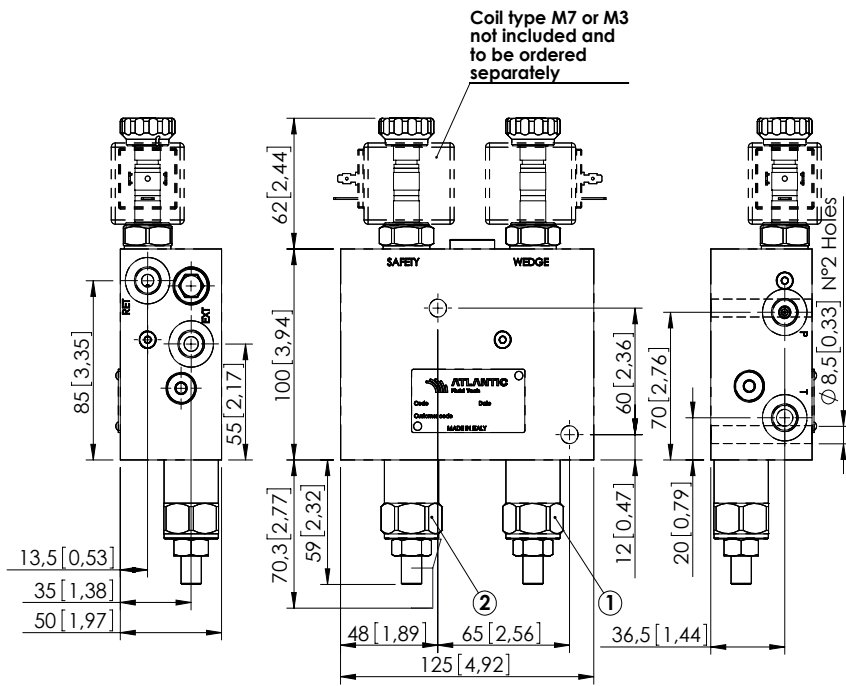 Coil type M7 or M3
not included and
to be ordered
separately
62[2,44]
SAFETY
WEDGE
RET
EXT
85[3,35]
55[2,17]
100[3,94]
ATLANTIC
Fluid Tech
Code Date
Customer code
MADE IN ITALY
60[2,36]
70[2,76]
P
T
Ø8,5[0,33] N°2 Holes
70,3[2,77]
59[2,32]
12[0,47]
20[0,79]
13,5[0,53]
35[1,38]
50[1,97]
2
1
48[1,89]
65[2,56]
125[4,92]
36,5[1,44]